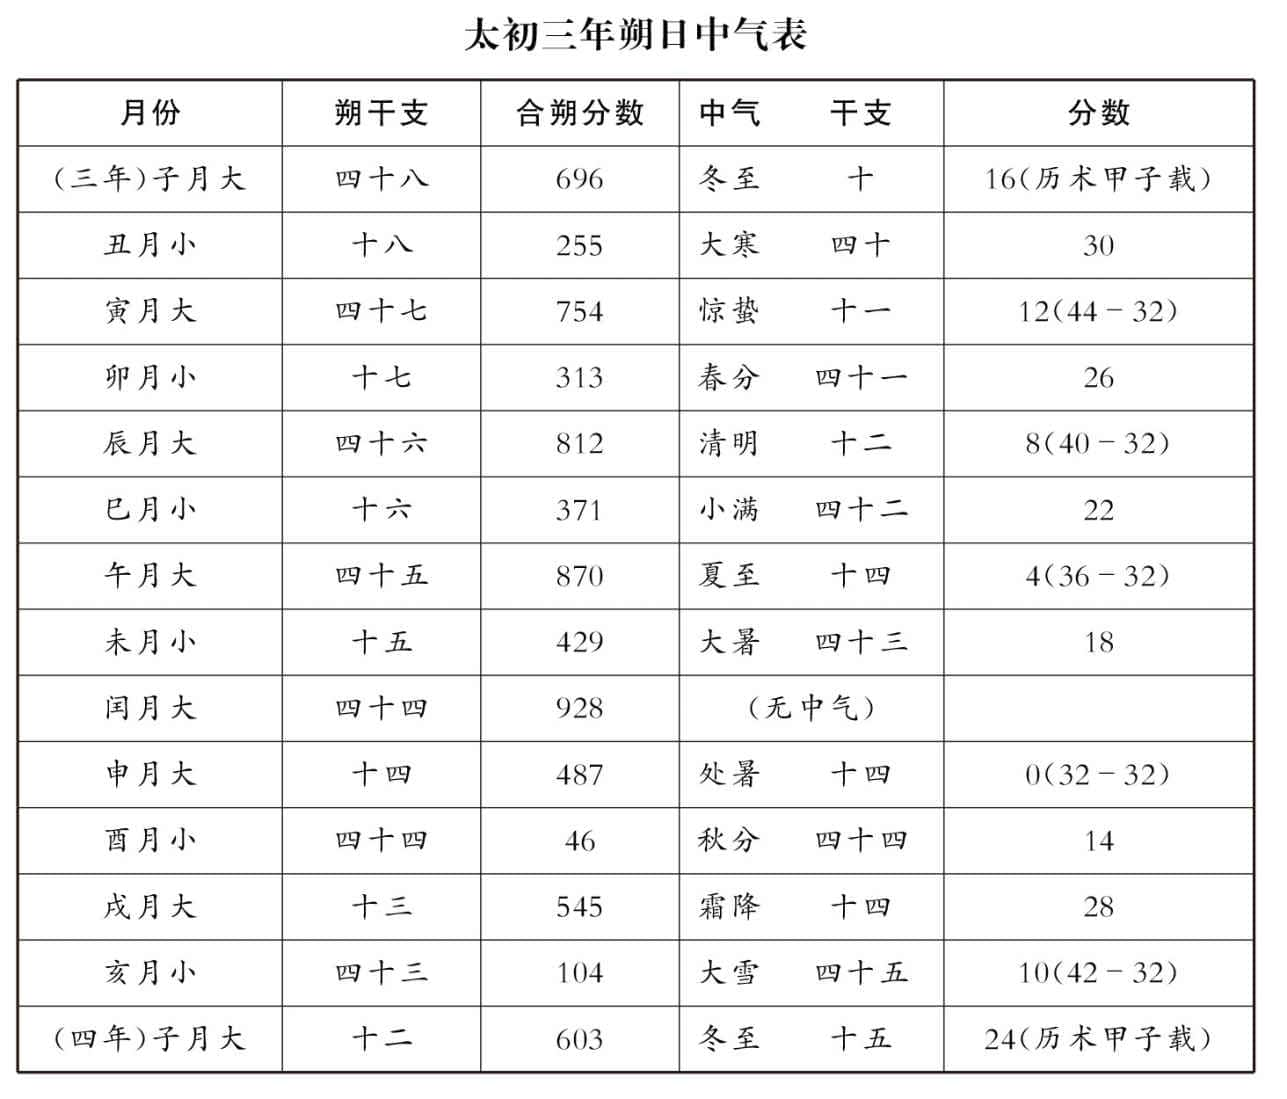 太初三年朔日中气表
月份 朔干支 合朔分数 中气 干支 分数
(三年)子月大 四十八 696 冬至 十 16(历术甲子载)
丑月小 十八 255 大寒 四十 30
寅月大 四十七 754 惊蛰 十一 12(44-32)
卯月小 十七 313 春分 四十一 26
辰月大 四十六 812 清明 十二 8(40-32)
巳月小 十六 371 小满 四十二 22
午月大 四十五 870 夏至 十四 4(36-32)
未月小 十五 429 大暑 四十三 18
闰月大 四十四 928 (无中气)
申月大 十四 487 处暑 十四 0(32-32)
酉月小 四十四 46 秋分 四十四 14
戌月大 十三 545 霜降 十四 28
亥月小 四十三 104 大雪 四十五 10(42-32)
(四年)子月大 十二 603 冬至 十五 24(历术甲子载)